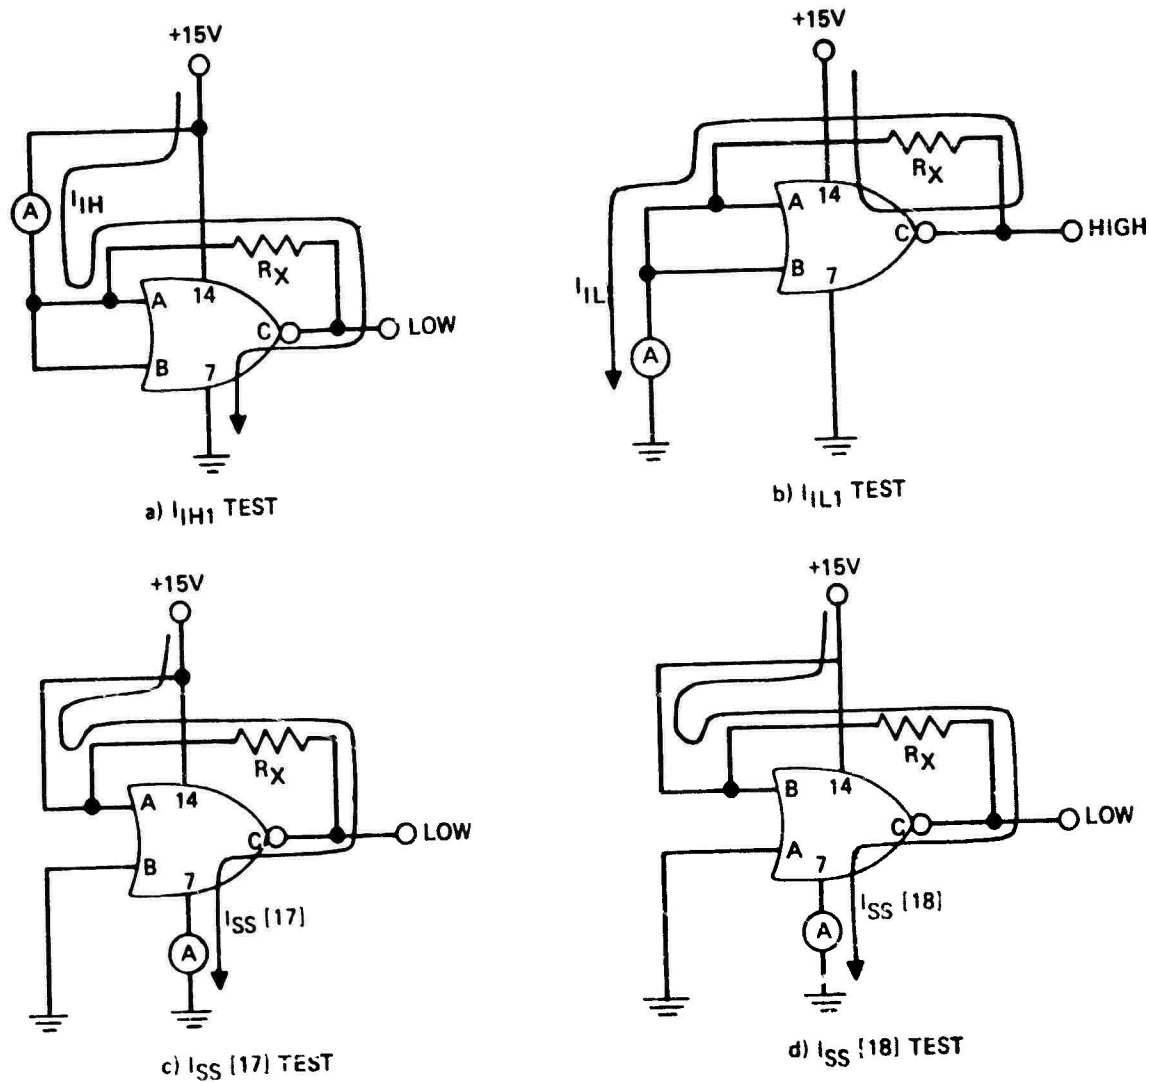 +15V
A
I_IH
R_X
A
14
C
LOW
B
7
a) I_IH1 TEST
+15V
R_X
A
14
C
HIGH
B
7
I_IL
A
b) I_IL1 TEST
+15V
R_X
A
14
C
LOW
B
7
I_SS [17]
A
c) I_SS [17] TEST
+15V
R_X
B
14
C
LOW
A
7
I_SS [18]
A
d) I_SS [18] TEST